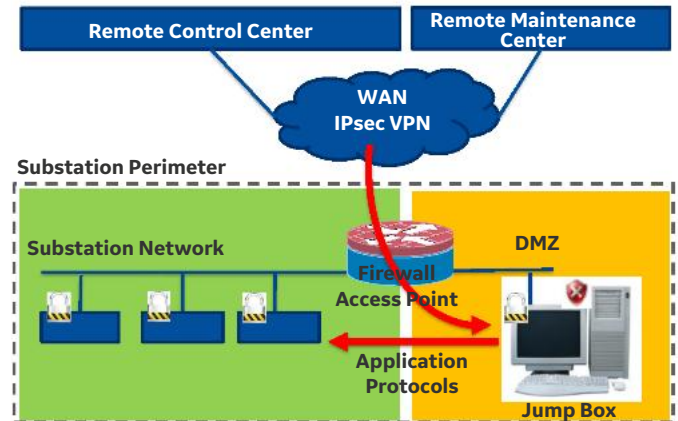 Remote Control Center
Remote Maintenance
Center
WAN
IPsec VPN
Substation Perimeter
Substation Network
DMZ
Firewall
Access Point
Application
Protocols
Jump Box